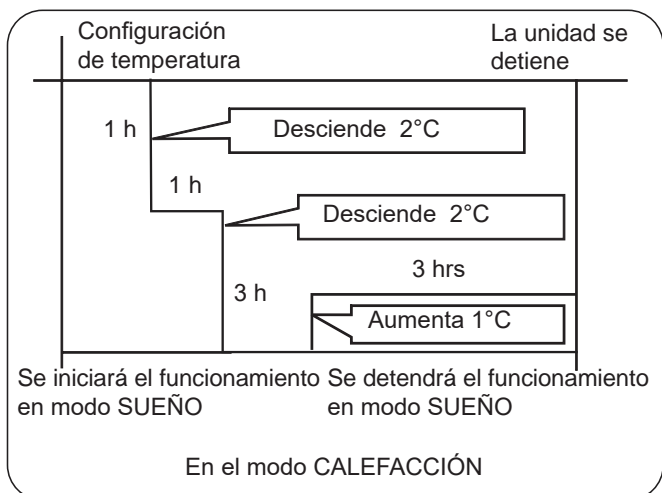 Configuración
de temperatura
La unidad se
detiene
1 h
Desciende 2°C
1 h
Desciende 2°C
3 hrs
3 h
Aumenta 1°C
Se iniciará el funcionamiento
en modo SUEÑO
Se detendrá el funcionamiento
en modo SUEÑO
En el modo CALEFACCIÓN